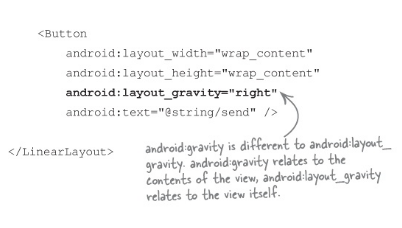 <Button
android:layout_width="wrap_content"
android:layout_height="wrap_content"
android:layout_gravity="right"
android:text="@string/send" />
</LinearLayout>
android:gravity is different to android:layout_
gravity. android:gravity relates to the
contents of the view, android:layout_gravity
relates to the view itself.